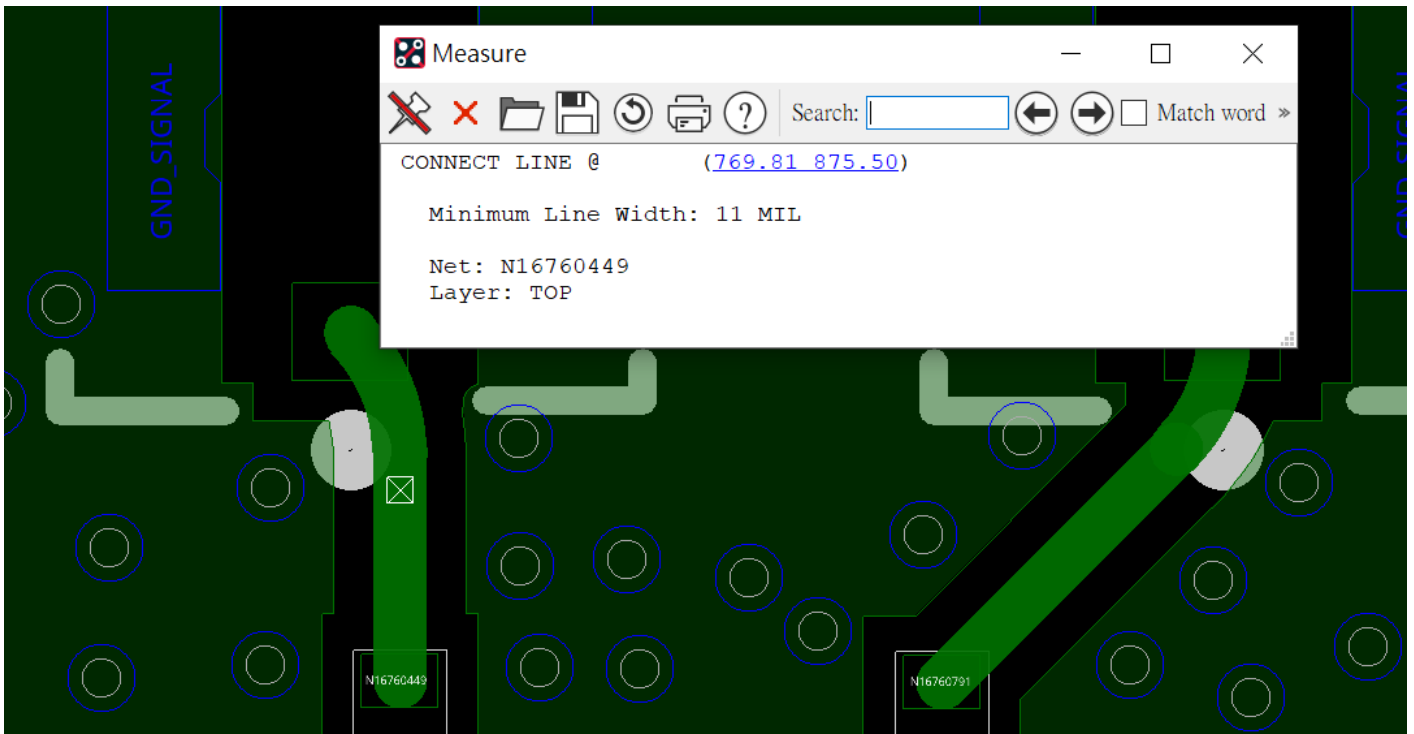 Measure
Search:
Match word »
CONNECT LINE @ (769.81 875.50)
Minimum Line Width: 11 MIL
Net: N16760449
Layer: TOP
GND_SIGNAL
GND_SIGNAL
N16760449
N16760791